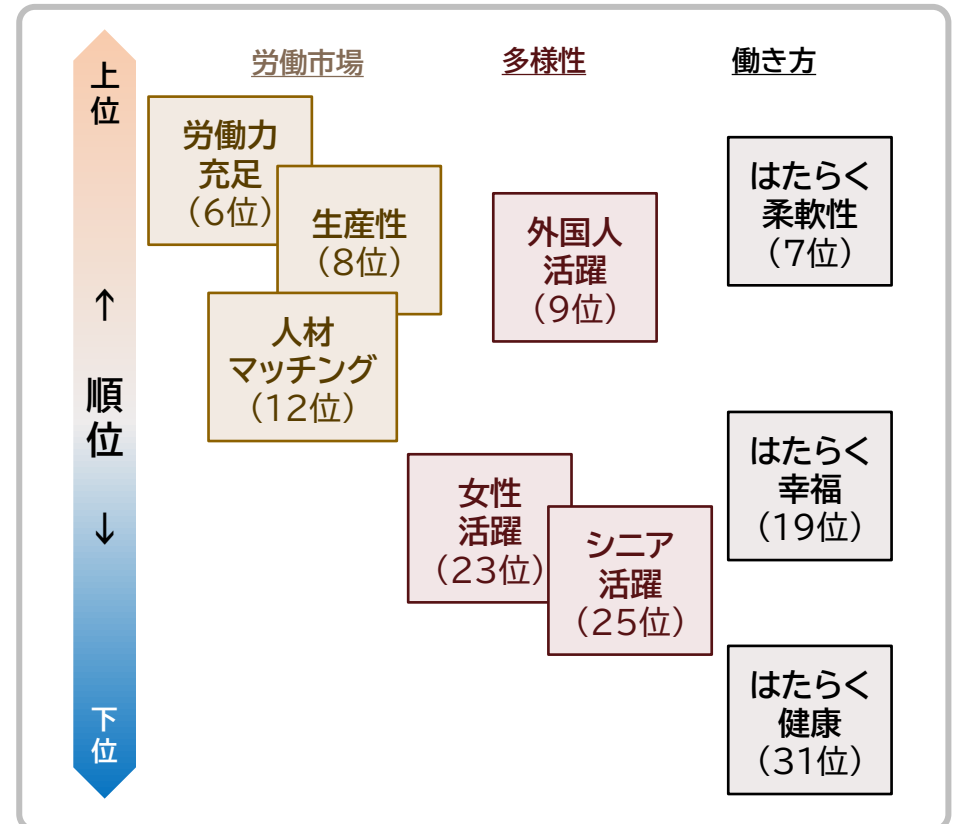 上位
↑
順位
↓
下位
労働市場
労働力
充足
（6位）
生産性
（8位）
人材
マッチング
（12位）
多様性
外国人
活躍
（9位）
女性
活躍
（23位）
シニア
活躍
（25位）
働き方
はたらく
柔軟性
（7位）
はたらく
幸福
（19位）
はたらく
健康
（31位）